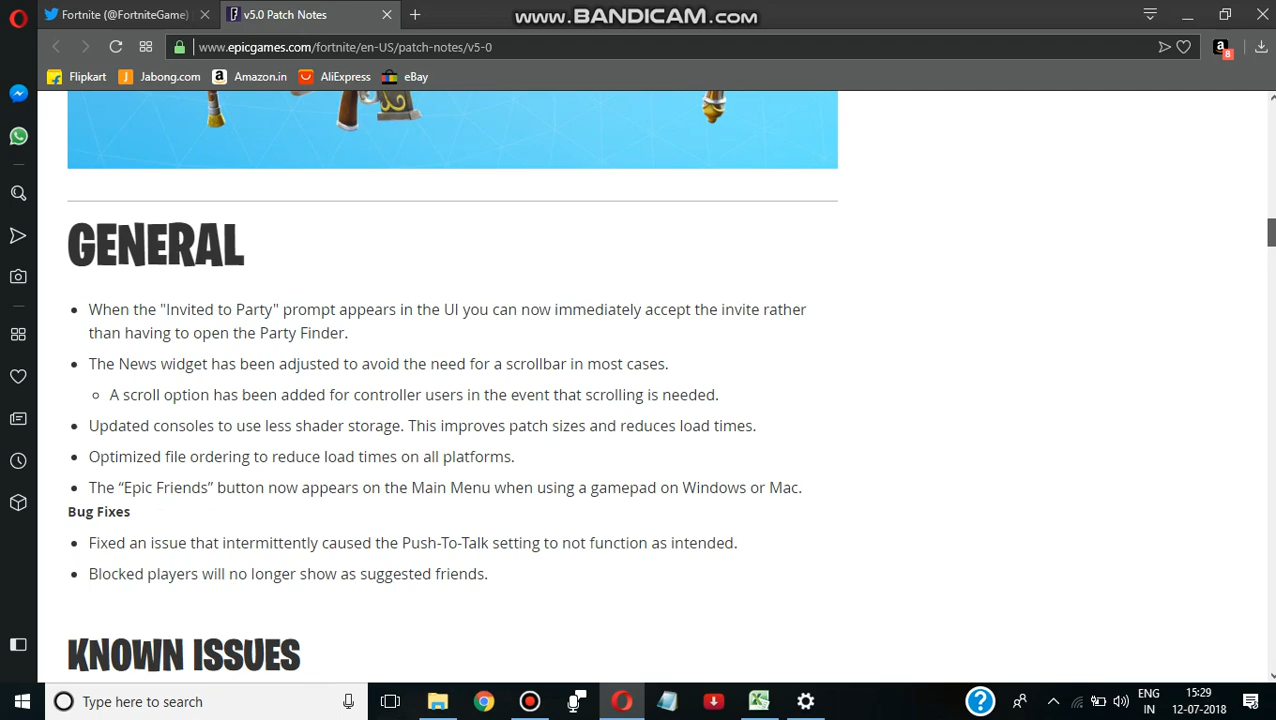 Fortnite (@FortniteGame)
v5.0 Patch Notes
www.BANDICAM.com
www.epicgames.com/fortnite/en-US/patch-notes/v5-0
8
Flipkart
Jabong.com
Amazon.in
AliExpress
eBay
GENERAL
When the "Invited to Party" prompt appears in the UI you can now immediately accept the invite rather
than having to open the Party Finder.
The News widget has been adjusted to avoid the need for a scrollbar in most cases.
A scroll option has been added for controller users in the event that scrolling is needed.
Updated consoles to use less shader storage. This improves patch sizes and reduces load times.
Optimized file ordering to reduce load times on all platforms.
The “Epic Friends” button now appears on the Main Menu when using a gamepad on Windows or Mac.
Bug Fixes
Fixed an issue that intermittently caused the Push-To-Talk setting to not function as intended.
Blocked players will no longer show as suggested friends.
KNOWN ISSUES
Type here to search
ENG
IN
15:29
12-07-2018